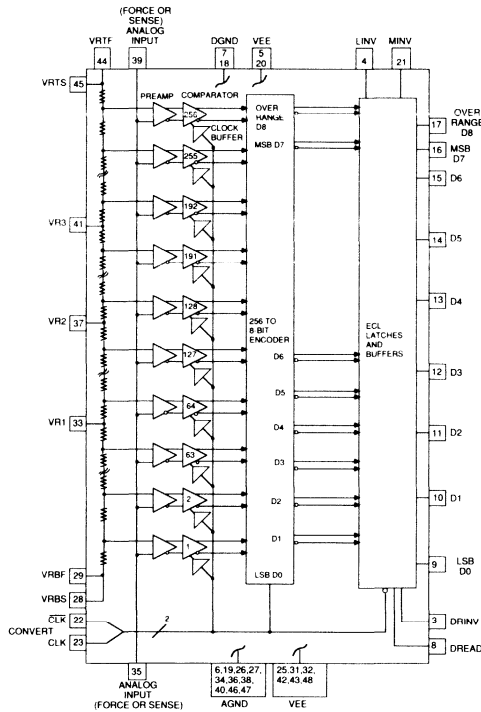 (FORCE OR
SENSE)
ANALOG
INPUT
VRTF
DGND
VEE
LINV
MINV
44
39
7
18
5
20
4
21
VRTS 45
PREAMP COMPARATOR
256
CLOCK
BUFFER
OVER
RANGE
D8
MSB D7
17 OVER
RANGE
D8
16 MSB
D7
255
15 D6
192
VR3 41
14 D5
191
128
13 D4
VR2 37
256 TO
8-BIT
ENCODER
ECL
LATCHES
AND
BUFFERS
127
D6
12 D3
D5
64
VR1 33
D4
11 D2
63
D3
2
D2
10 D1
1
D1
9 LSB
D0
VRBF 29
LSB D0
VRBS 28
CLK 22
CONVERT
2
3 DRINV
CLK 23
8 DREAD
35
ANALOG
INPUT
(FORCE OR SENSE)
6,19,26,27,
34,36,38,
40,46,47
AGND
25,31,32,
42,43,48
VEE